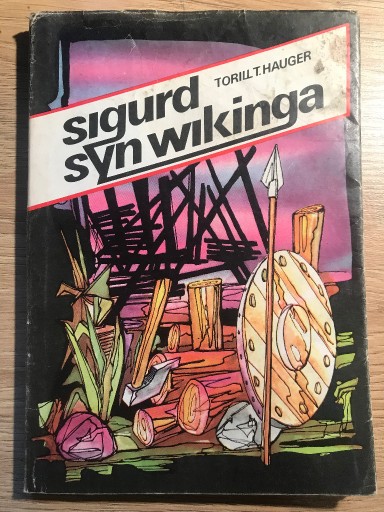 TORILL T. HAUGER
sigurd
syn wikinga